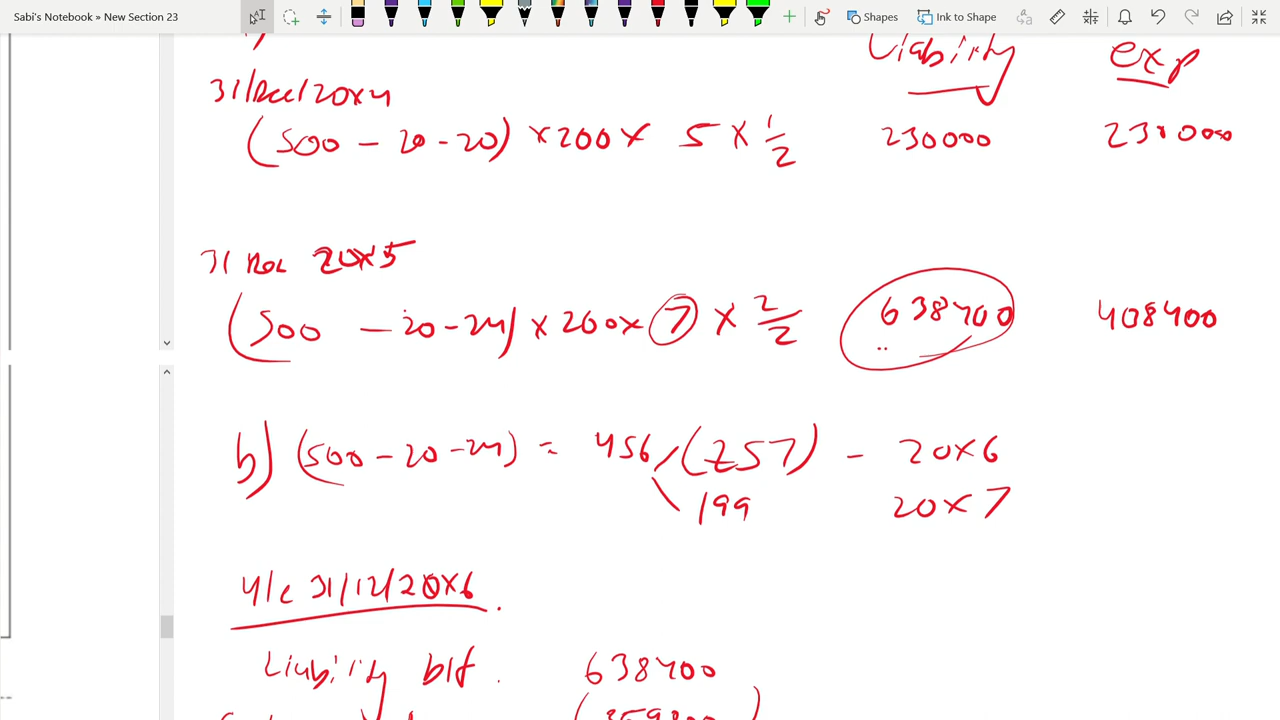 Sabi's Notebook » New Section 23
Shapes
Ink to Shape
Liability exp
31/Dec/20x4
(500 - 20 - 20) × 200 × 5 × 1/2 230000 230000
31 Dec 20x5
(500 - 20 - 24) × 200 × 7 × 2/2 638400 408400
b) (500 - 20 - 24) = 456 (257) - 20x6
199 20x7
Y/e 31/12/20x6.
Liability b/f. 638400